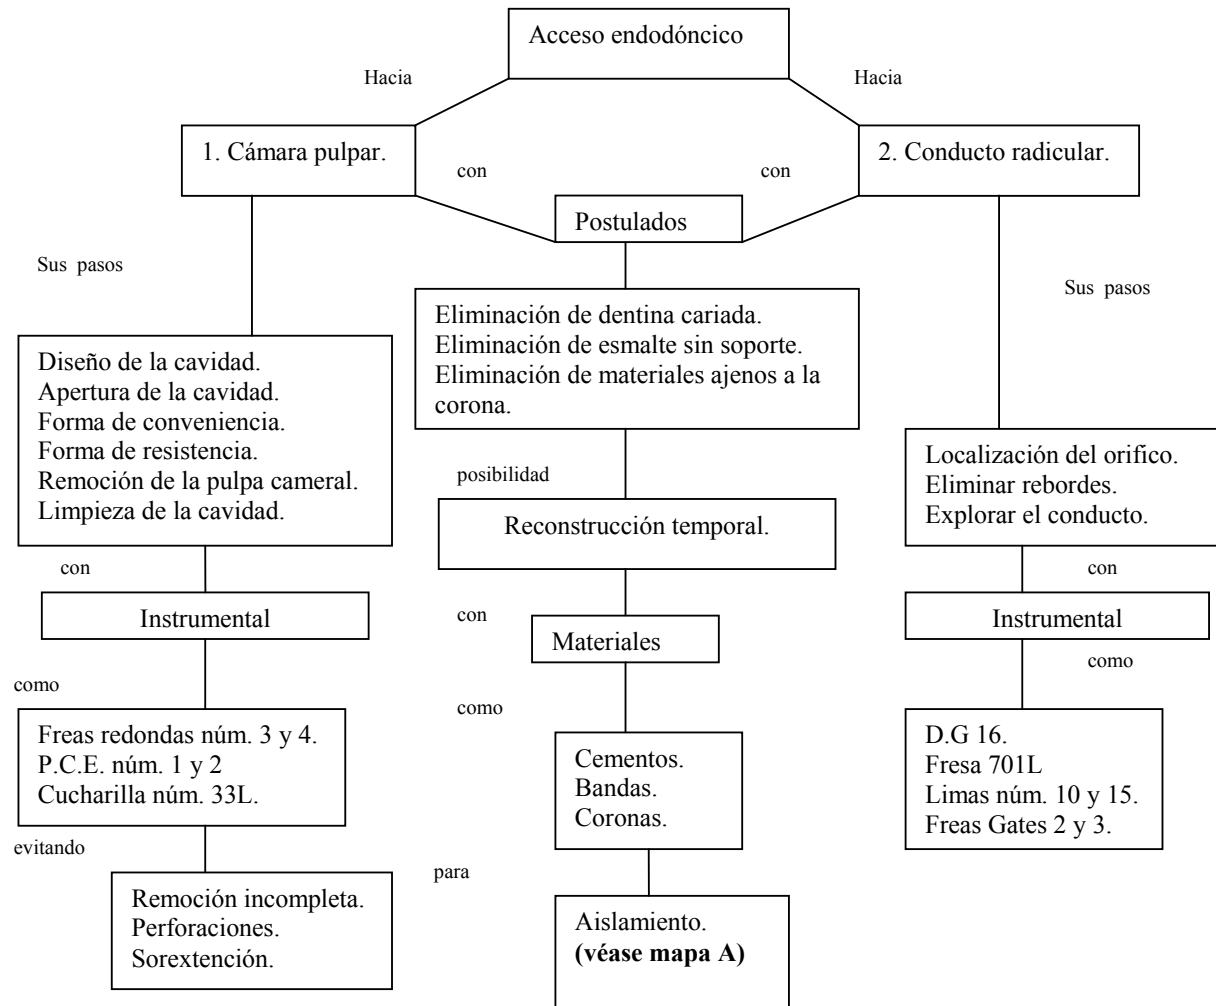 Acceso endodóncico
Hacia
Hacia
1. Cámara pulpar.
2. Conducto radicular.
con
con
Postulados
Sus pasos
Sus pasos
Eliminación de dentina cariada.
Eliminación de esmalte sin soporte.
Eliminación de materiales ajenos a la
corona.
Diseño de la cavidad.
Apertura de la cavidad.
Forma de conveniencia.
Forma de resistencia.
Remoción de la pulpa cameral.
Limpieza de la cavidad.
Localización del orifico.
Eliminar rebordes.
Explorar el conducto.
posibilidad
Reconstrucción temporal.
con
con
Instrumental
Instrumental
con
Materiales
como
como
como
Freas redondas núm. 3 y 4.
P.C.E. núm. 1 y 2
Cucharilla núm. 33L.
Cementos.
Bandas.
Coronas.
D.G 16.
Fresa 701L
Limas núm. 10 y 15.
Freas Gates 2 y 3.
evitando
para
Remoción incompleta.
Perforaciones.
Sorextención.
Aislamiento.
(véase mapa A)